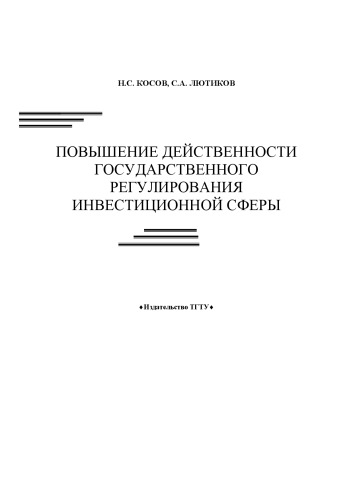 Н.С. КОСОВ, С.А. ЛЮТИКОВ
ПОВЫШЕНИЕ ДЕЙСТВЕННОСТИ
ГОСУДАРСТВЕННОГО
РЕГУЛИРОВАНИЯ
ИНВЕСТИЦИОННОЙ СФЕРЫ
♦Издательство ТГТУ♦